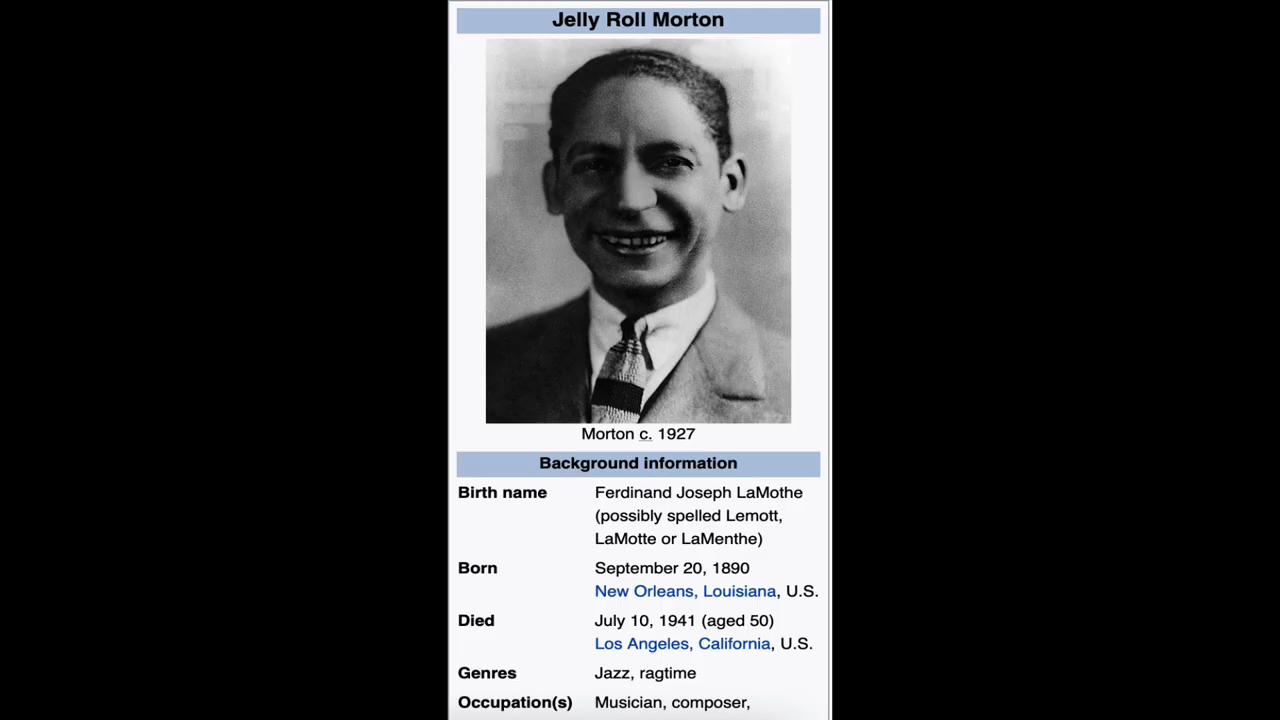 Jelly Roll Morton
Morton c. 1927
Background information
Birth name Ferdinand Joseph LaMothe
(possibly spelled Lemott,
LaMotte or LaMenthe)
Born September 20, 1890
New Orleans, Louisiana, U.S.
Died July 10, 1941 (aged 50)
Los Angeles, California, U.S.
Genres Jazz, ragtime
Occupation(s) Musician, composer,